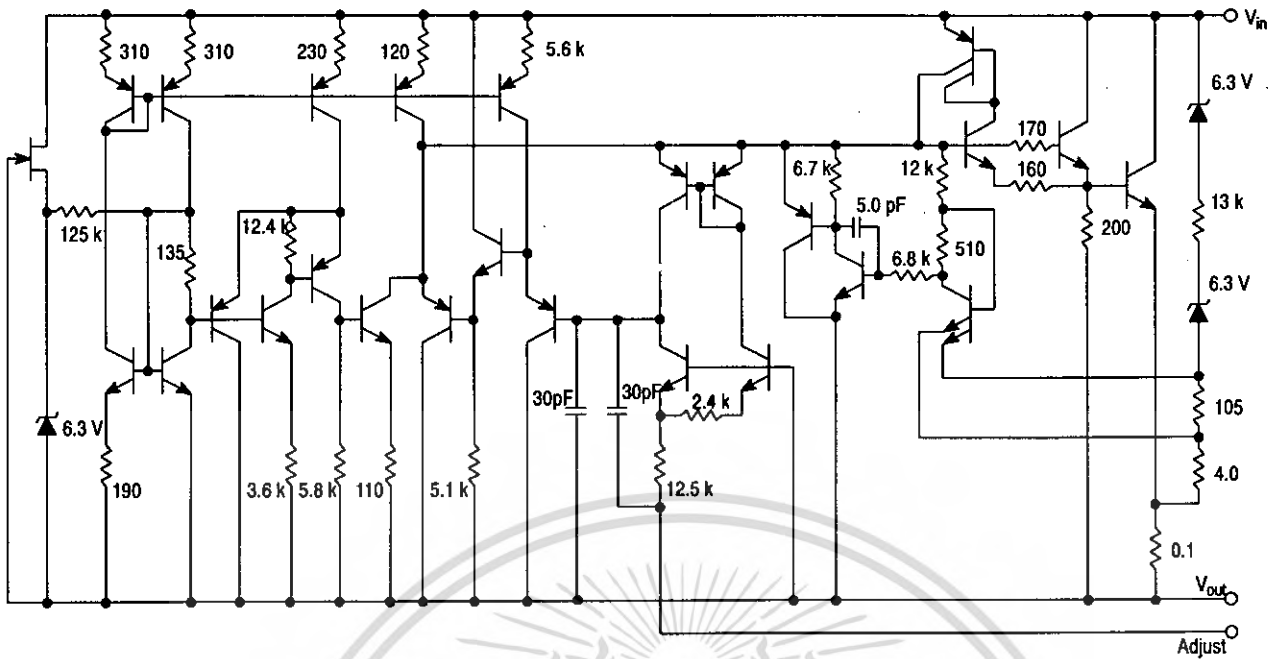 310
310
230
120
5.6 k
V_in
6.3 V
170
160
6.7 k
12 k
5.0 pF
13 k
200
125 k
12.4 k
135
510
6.8 k
6.3 V
30pF
30pF
2.4 k
105
6.3 V
4.0
190
3.6 k
5.8 k
110
5.1 k
12.5 k
0.1
V_out
Adjust